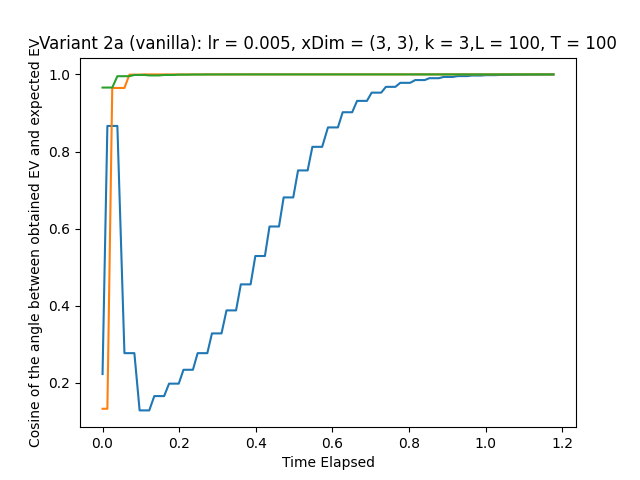 Variant 2a (vanilla): lr = 0.005, xDim = (3, 3), k = 3,L = 100, T = 100
Cosine of the angle between obtained EV and expected EV
1.0
0.8
0.6
0.4
0.2
0.0 0.2 0.4 0.6 0.8 1.0 1.2
Time Elapsed